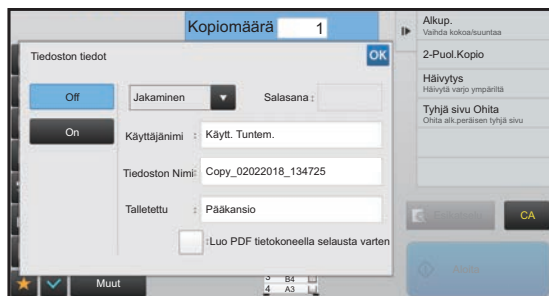 Kopiomäärä 1
Tiedoston tiedot
OK
Off
On
Jakaminen
Salasana :
Käyttäjänimi : Käytt. Tuntem.
Tiedoston Nimi: Copy_02022018_134725
Talletettu : Pääkansio
:Luo PDF tietokoneella selausta varten
Muut
3 B4
4 A3
Alkup.
Vaihda kokoa/suuntaa
2-Puol.Kopio
Häivytys
Häivytä varjo ympäriltä
Tyhjä sivu Ohita
Ohita alk.peräisen tyhjä sivu
CA